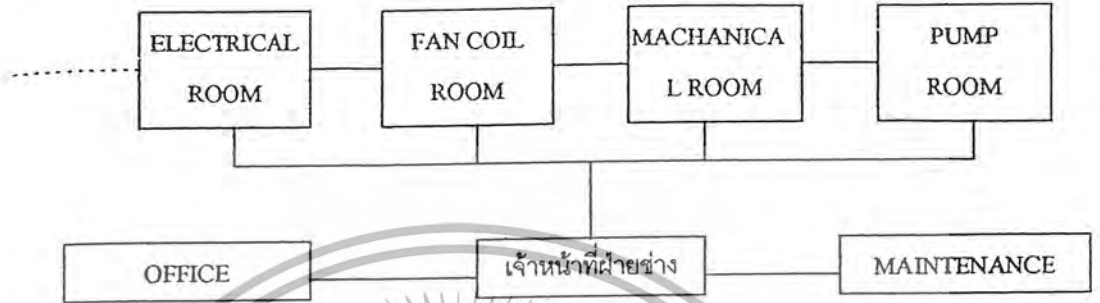 ELECTRICAL
ROOM
FAN COIL
ROOM
MACHANICA
L ROOM
PUMP
ROOM
OFFICE
เจ้าหน้าที่ฝ่ายช่าง
MAINTENANCE